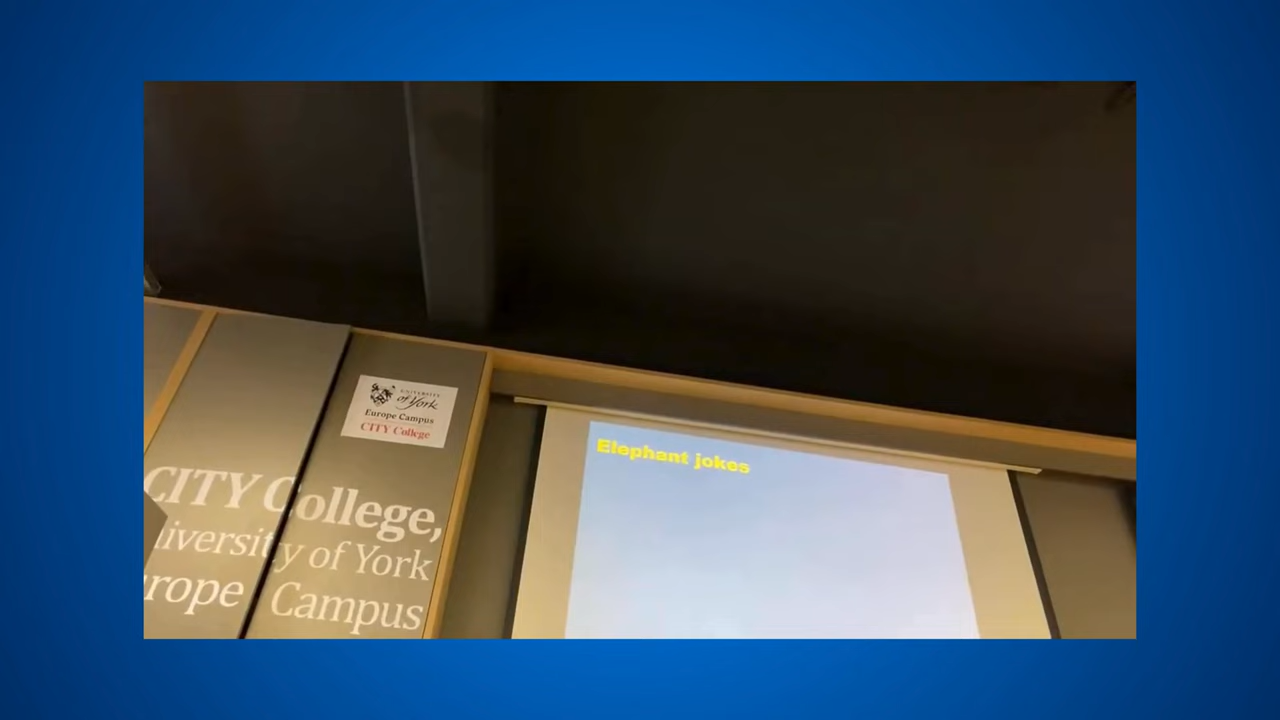 UNIVERSITY
of York
Europe Campus
CITY College
CITY College,
iversity of York
rope Campus
Elephant jokes